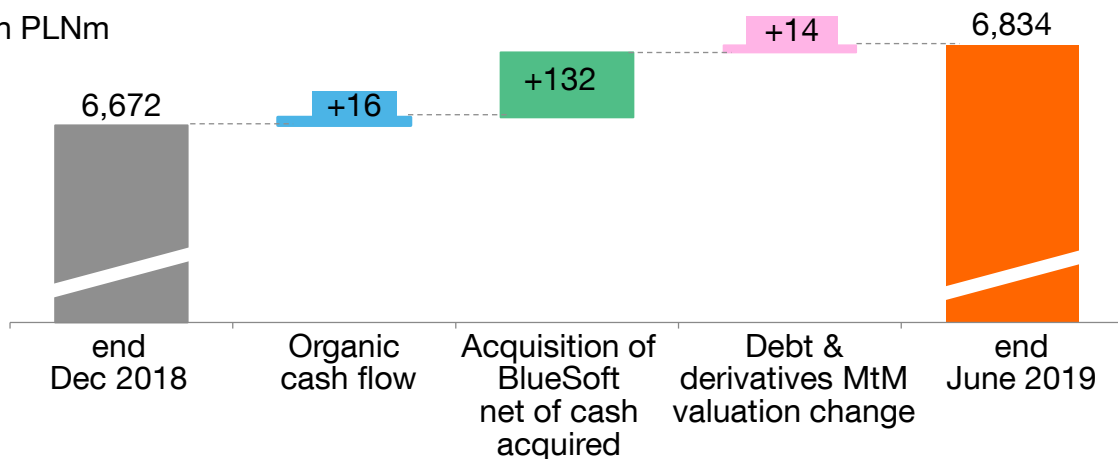 PLNm
+14
6,834
+132
6,672
+16
end
Dec 2018
Organic
cash flow
Acquisition of
BlueSoft
net of cash
acquired
Debt &
derivatives MtM
valuation change
end
June 2019